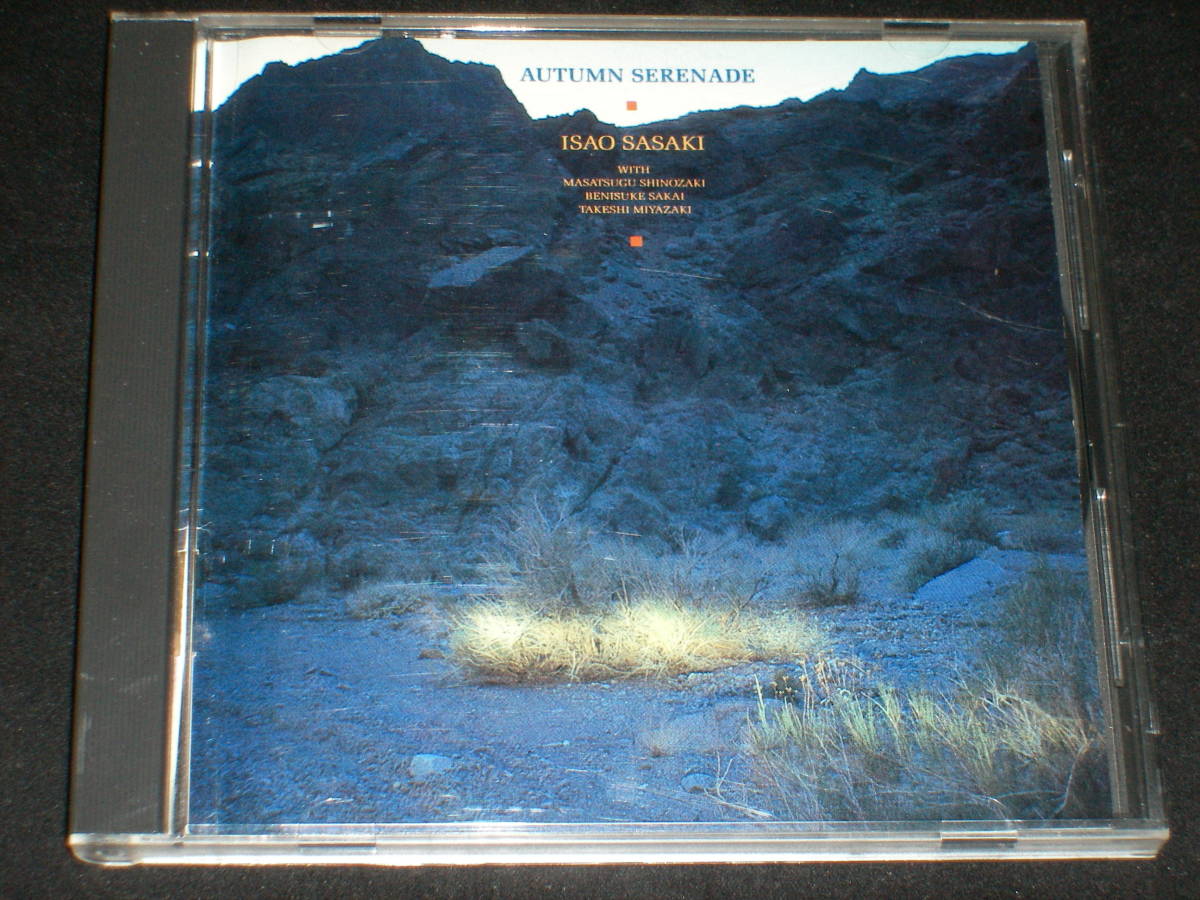 AUTUMN SERENADE
ISAO SASAKI
WITH
MASATSUGU SHINOZAKI
BENISUKE SAKAI
TAKESHI MIYAZAKI